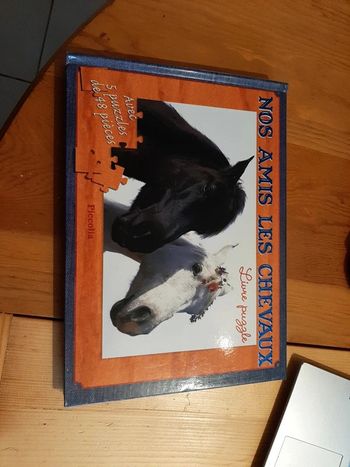 NOS AMIS LES CHEVAUX
Livre puzzle
Avec
5 puzzles
de 48 pièces
Piccolia